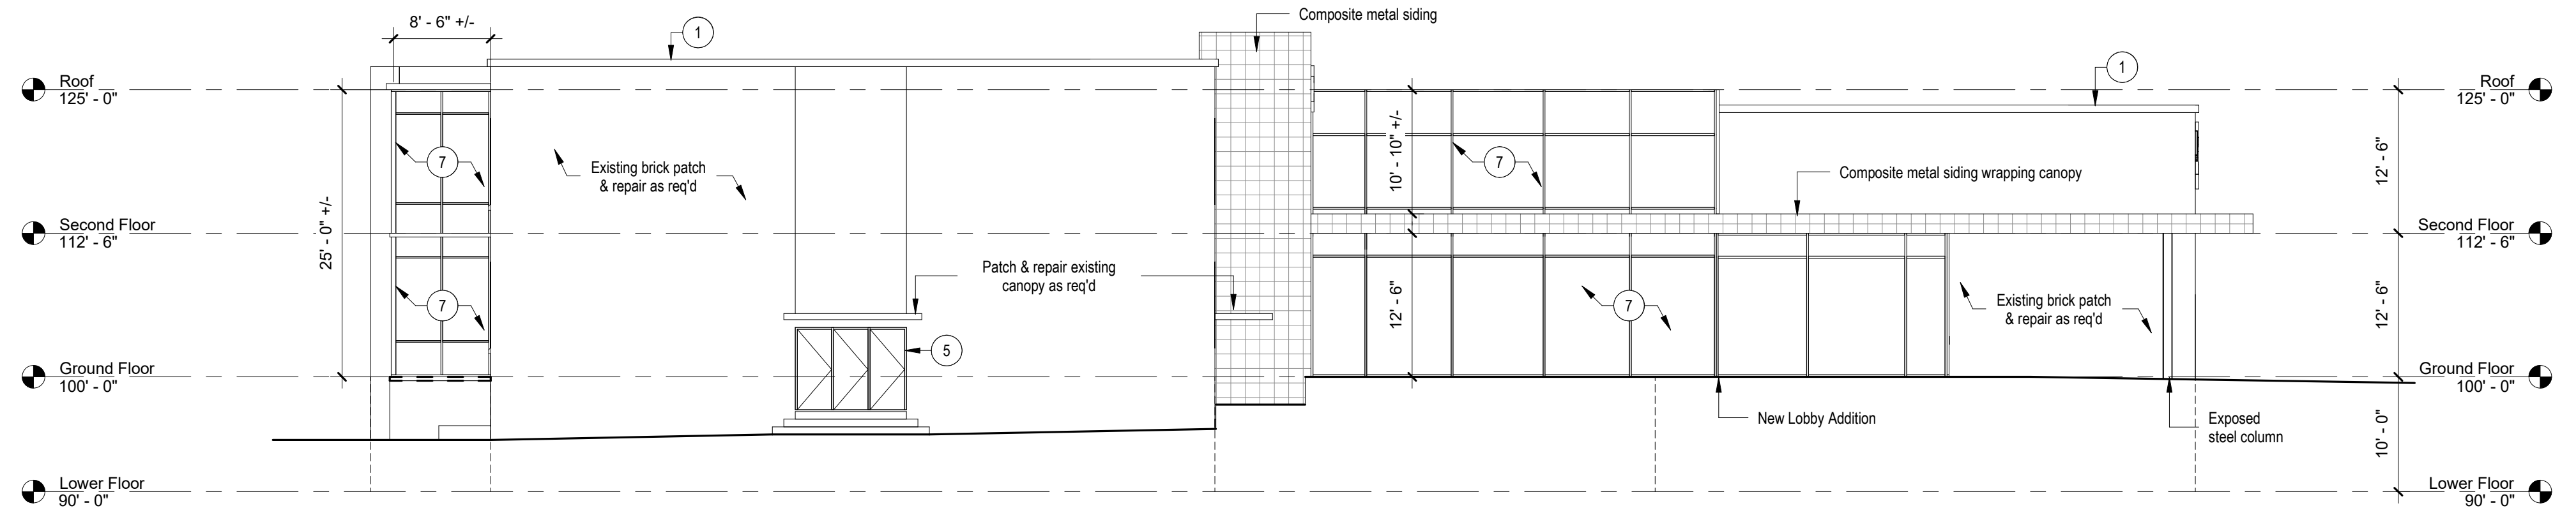 8' - 6" +/-
1
Composite metal siding
1
Roof
125' - 0"
Roof
125' - 0"
7
Existing brick patch
& repair as req'd
10' - 10" +/-
7
12' - 6"
Composite metal siding wrapping canopy
Second Floor
112' - 6"
25' - 0" +/-
Second Floor
112' - 6"
Patch & repair existing
canopy as req'd
7
12' - 6"
7
Existing brick patch
& repair as req'd
12' - 6"
5
Ground Floor
100' - 0"
Ground Floor
100' - 0"
New Lobby Addition
Exposed
steel column
10' - 0"
Lower Floor
90' - 0"
Lower Floor
90' - 0"